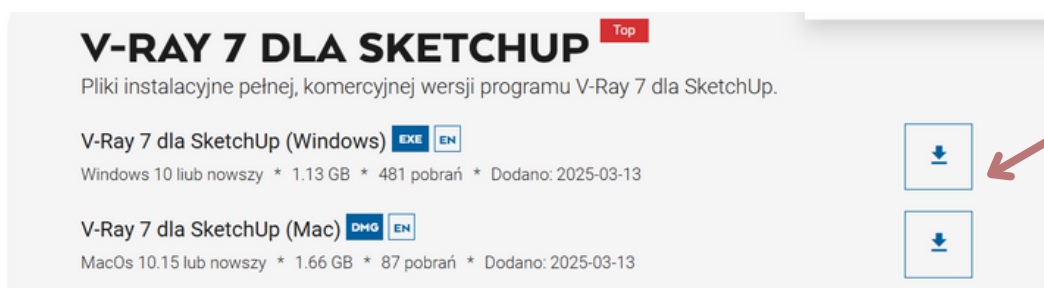 V-RAY 7 DLA SKETCHUP Top
Pliki instalacyjne pełnej, komercyjnej wersji programu V-Ray 7 dla SketchUp.
V-Ray 7 dla SketchUp (Windows) EXE EN
Windows 10 liub nowszy * 1.13 GB * 481 pobrań * Dodano: 2025-03-13
V-Ray 7 dla SketchUp (Mac) DMG EN
MacOs 10.15 lub nowszy * 1.66 GB * 87 pobrań * Dodano: 2025-03-13